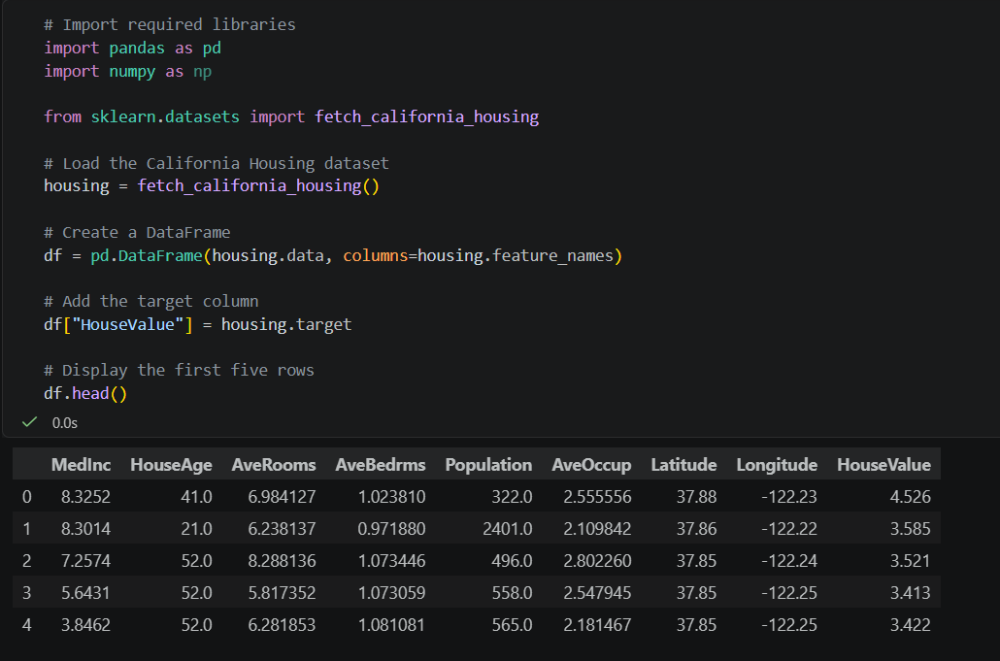 # Import required libraries
import pandas as pd
import numpy as np
from sklearn.datasets import fetch_california_housing
# Load the California Housing dataset
housing = fetch_california_housing()
# Create a DataFrame
df = pd.DataFrame(housing.data, columns=housing.feature_names)
# Add the target column
df["HouseValue"] = housing.target
# Display the first five rows
df.head()
0.0s
MedInc HouseAge AveRooms AveBedrms Population AveOccup Latitude Longitude HouseValue
0 8.3252 41.0 6.984127 1.023810 322.0 2.555556 37.88 -122.23 4.526
1 8.3014 21.0 6.238137 0.971880 2401.0 2.109842 37.86 -122.22 3.585
2 7.2574 52.0 8.288136 1.073446 496.0 2.802260 37.85 -122.24 3.521
3 5.6431 52.0 5.817352 1.073059 558.0 2.547945 37.85 -122.25 3.413
4 3.8462 52.0 6.281853 1.081081 565.0 2.181467 37.85 -122.25 3.422